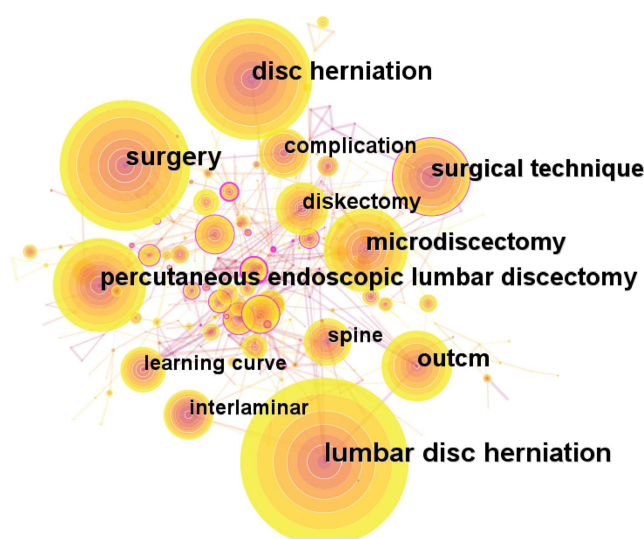 disc herniation
complication
surgery
surgical technique
diskectomy
microdiscectomy
percutaneous endoscopic lumbar discectomy
spine
learning curve
outcm
interlaminar
lumbar disc herniation